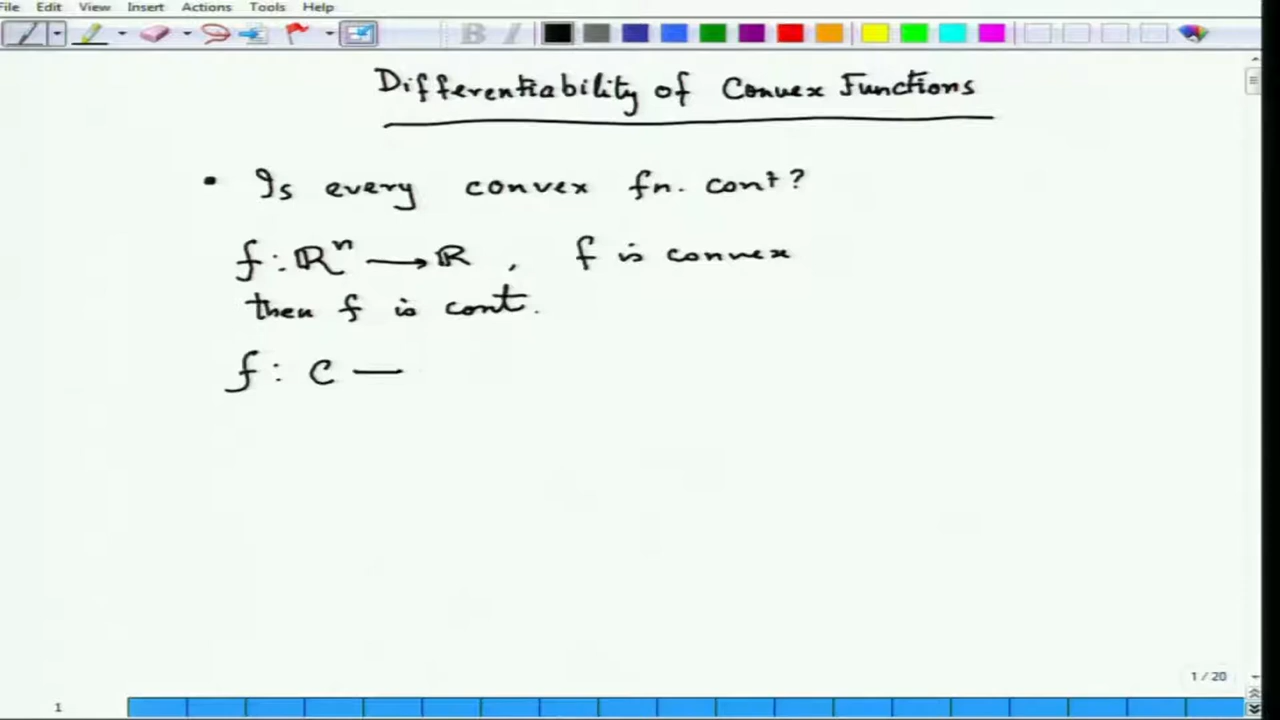 File Edit View Insert Actions Tools Help
Differentiability of Convex Functions
• Is every convex fn. cont?
f : ℝⁿ ⟶ ℝ , f is convex
then f is cont.
f : C —
1 / 20
1